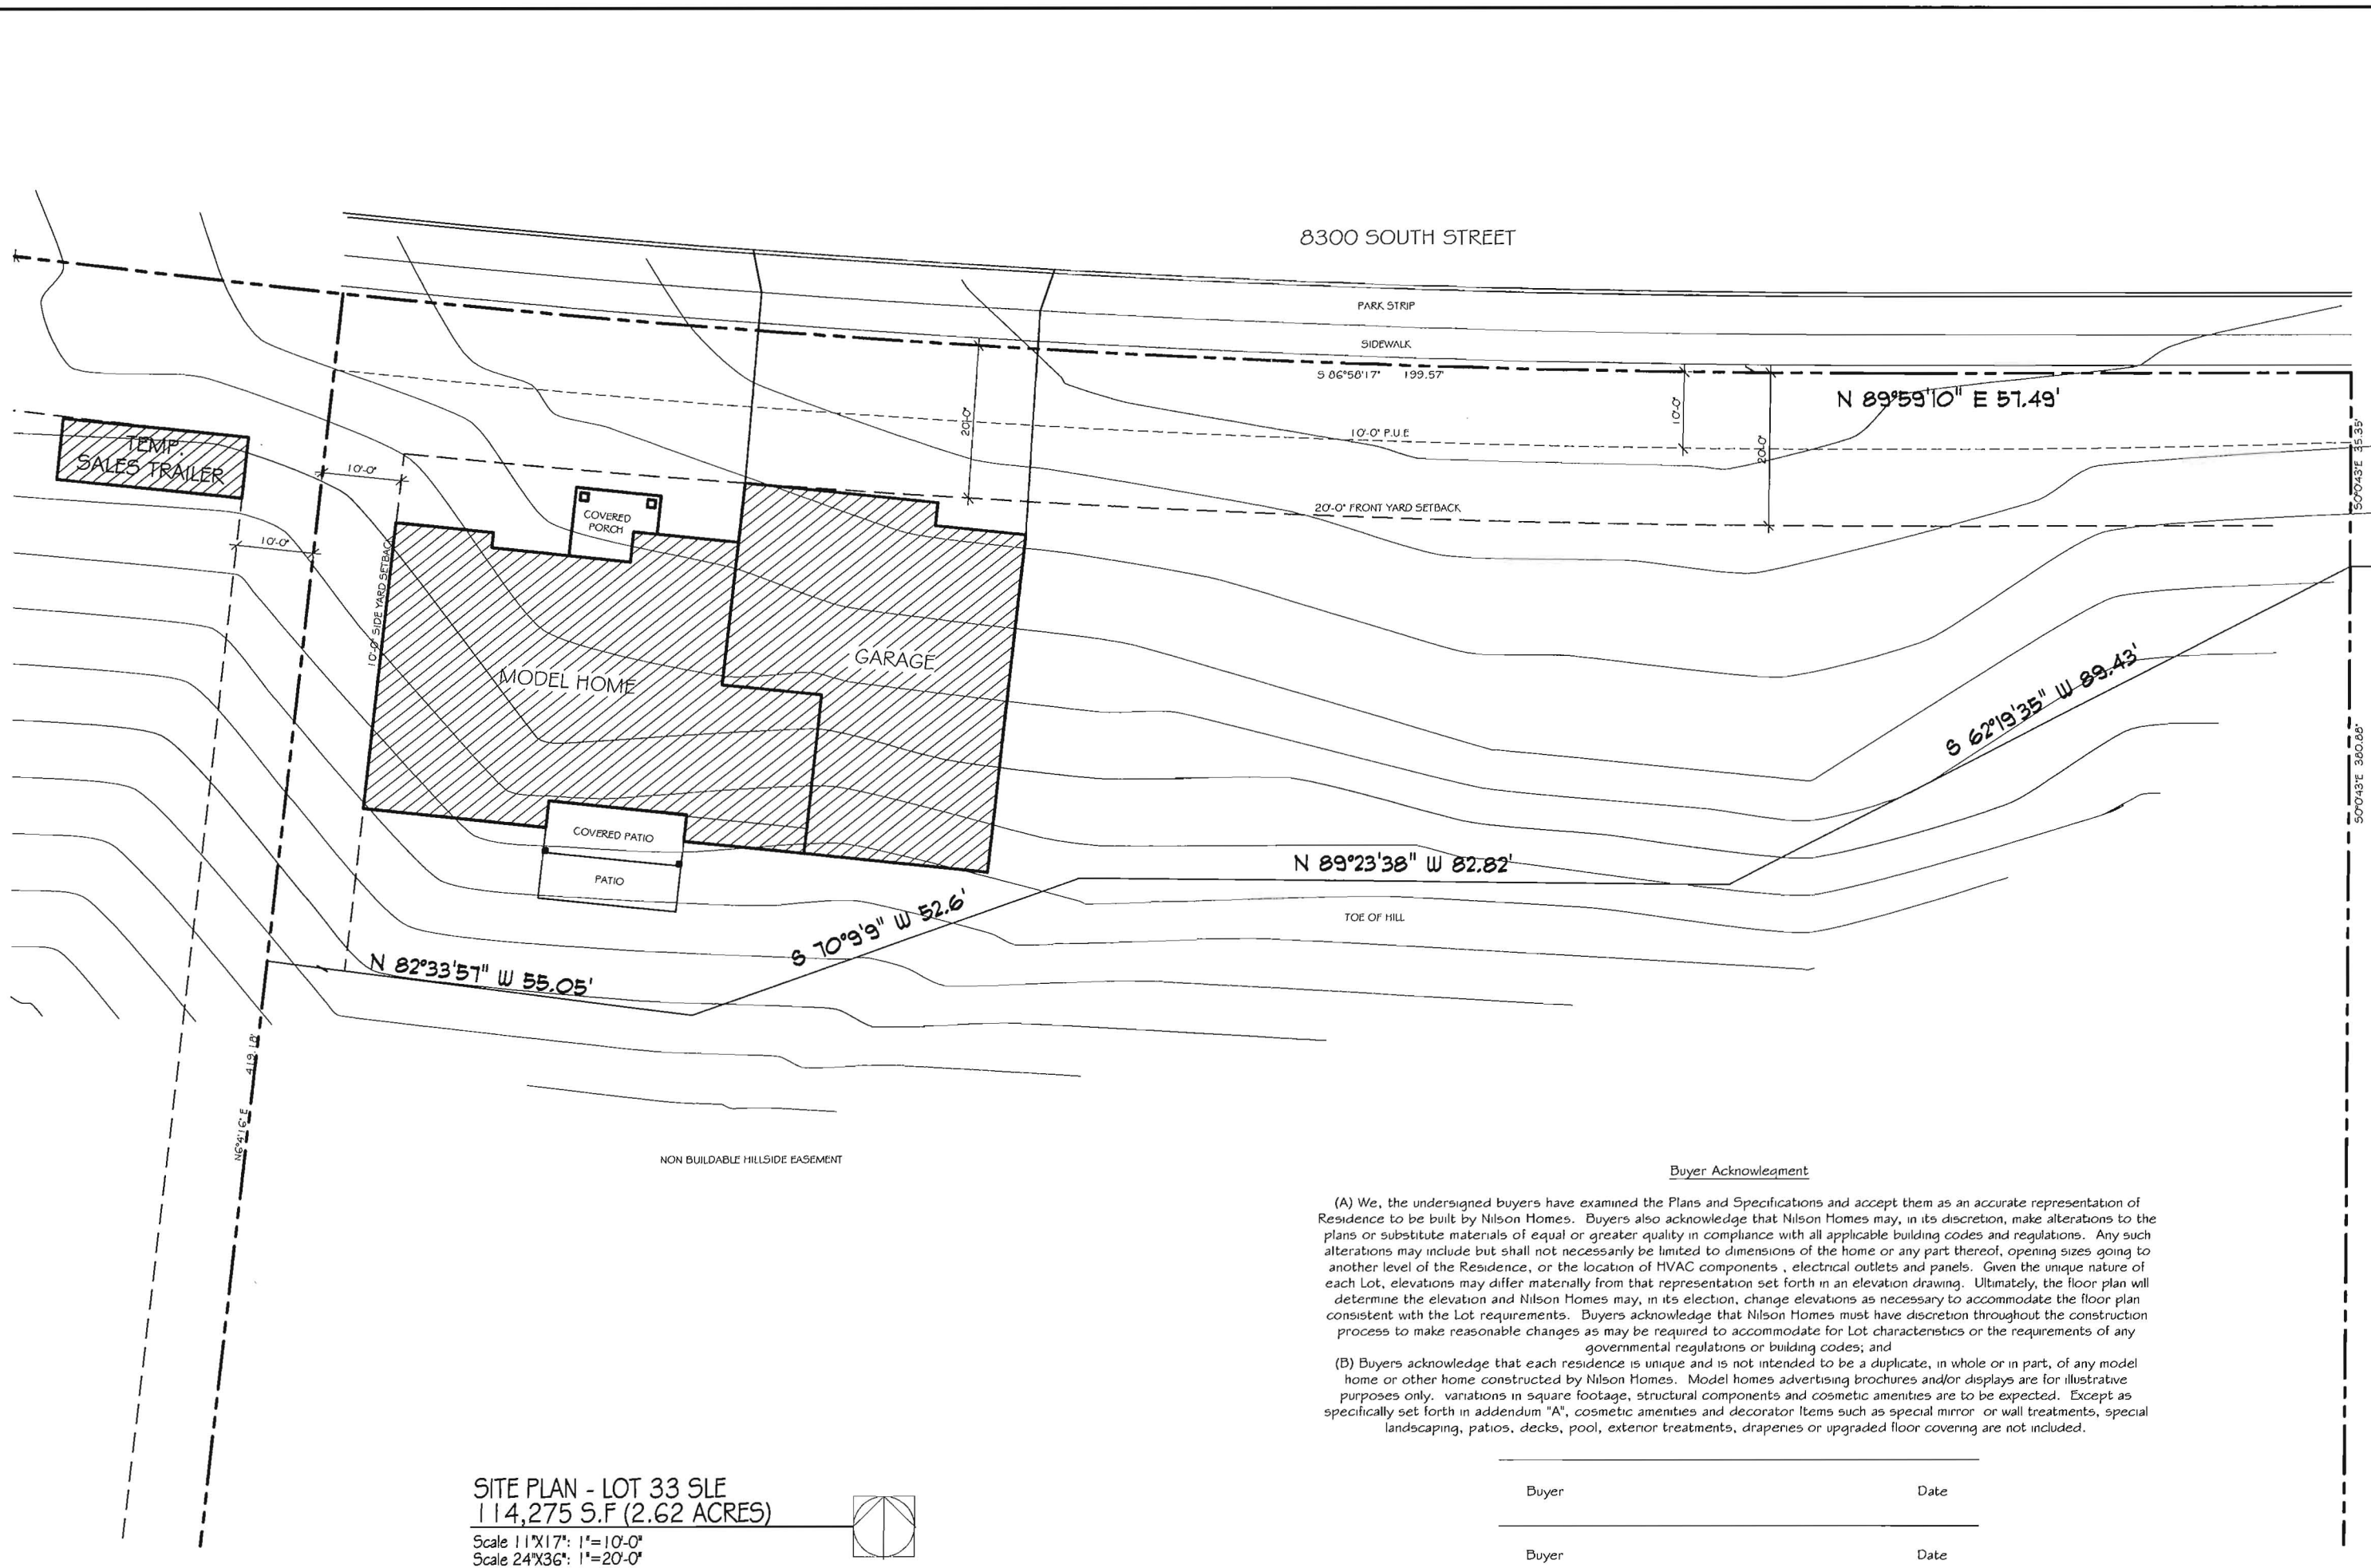 8300 SOUTH STREET
PARK STRIP
SIDEWALK
S 86°58'17" 199.57'
N 89°59'10" E 57.49'
10'-0" P.U.E
20'-0"
10'-0"
20'-0"
20'-0" FRONT YARD SETBACK
S0°0'43"E 35.35'
S0°0'43"E 380.88'
TEMP.
SALES TRAILER
10'-0"
10'-0"
10'-0" SIDE YARD SETBACK
COVERED
PORCH
MODEL HOME
GARAGE
COVERED PATIO
PATIO
S 62°19'35" W 89.43'
N 89°23'38" W 82.82'
TOE OF HILL
S 70°9'9" W 52.6'
N 82°33'57" W 55.05'
N6°4'16" E 419.18'
NON BUILDABLE HILLSIDE EASEMENT
Buyer Acknowlegment
(A) We, the undersigned buyers have examined the Plans and Specifications and accept them as an accurate representation of
Residence to be built by Nilson Homes. Buyers also acknowledge that Nilson Homes may, in its discretion, make alterations to the
plans or substitute materials of equal or greater quality in compliance with all applicable building codes and regulations. Any such
alterations may include but shall not necessarily be limited to dimensions of the home or any part thereof, opening sizes going to
another level of the Residence, or the location of HVAC components , electrical outlets and panels. Given the unique nature of
each Lot, elevations may differ materially from that representation set forth in an elevation drawing. Ultimately, the floor plan will
determine the elevation and Nilson Homes may, in its election, change elevations as necessary to accommodate the floor plan
consistent with the Lot requirements. Buyers acknowledge that Nilson Homes must have discretion throughout the construction
process to make reasonable changes as may be required to accommodate for Lot characteristics or the requirements of any
governmental regulations or building codes; and
(B) Buyers acknowledge that each residence is unique and is not intended to be a duplicate, in whole or in part, of any model
home or other home constructed by Nilson Homes. Model homes advertising brochures and/or displays are for illustrative
purposes only. variations in square footage, structural components and cosmetic amenities are to be expected. Except as
specifically set forth in addendum "A", cosmetic amenities and decorator Items such as special mirror or wall treatments, special
landscaping, patios, decks, pool, exterior treatments, draperies or upgraded floor covering are not included.
Buyer Date
Buyer Date
SITE PLAN - LOT 33 SLE
114,275 S.F (2.62 ACRES)
Scale 11"X17": 1"=10'-0"
Scale 24"X36": 1"=20'-0"